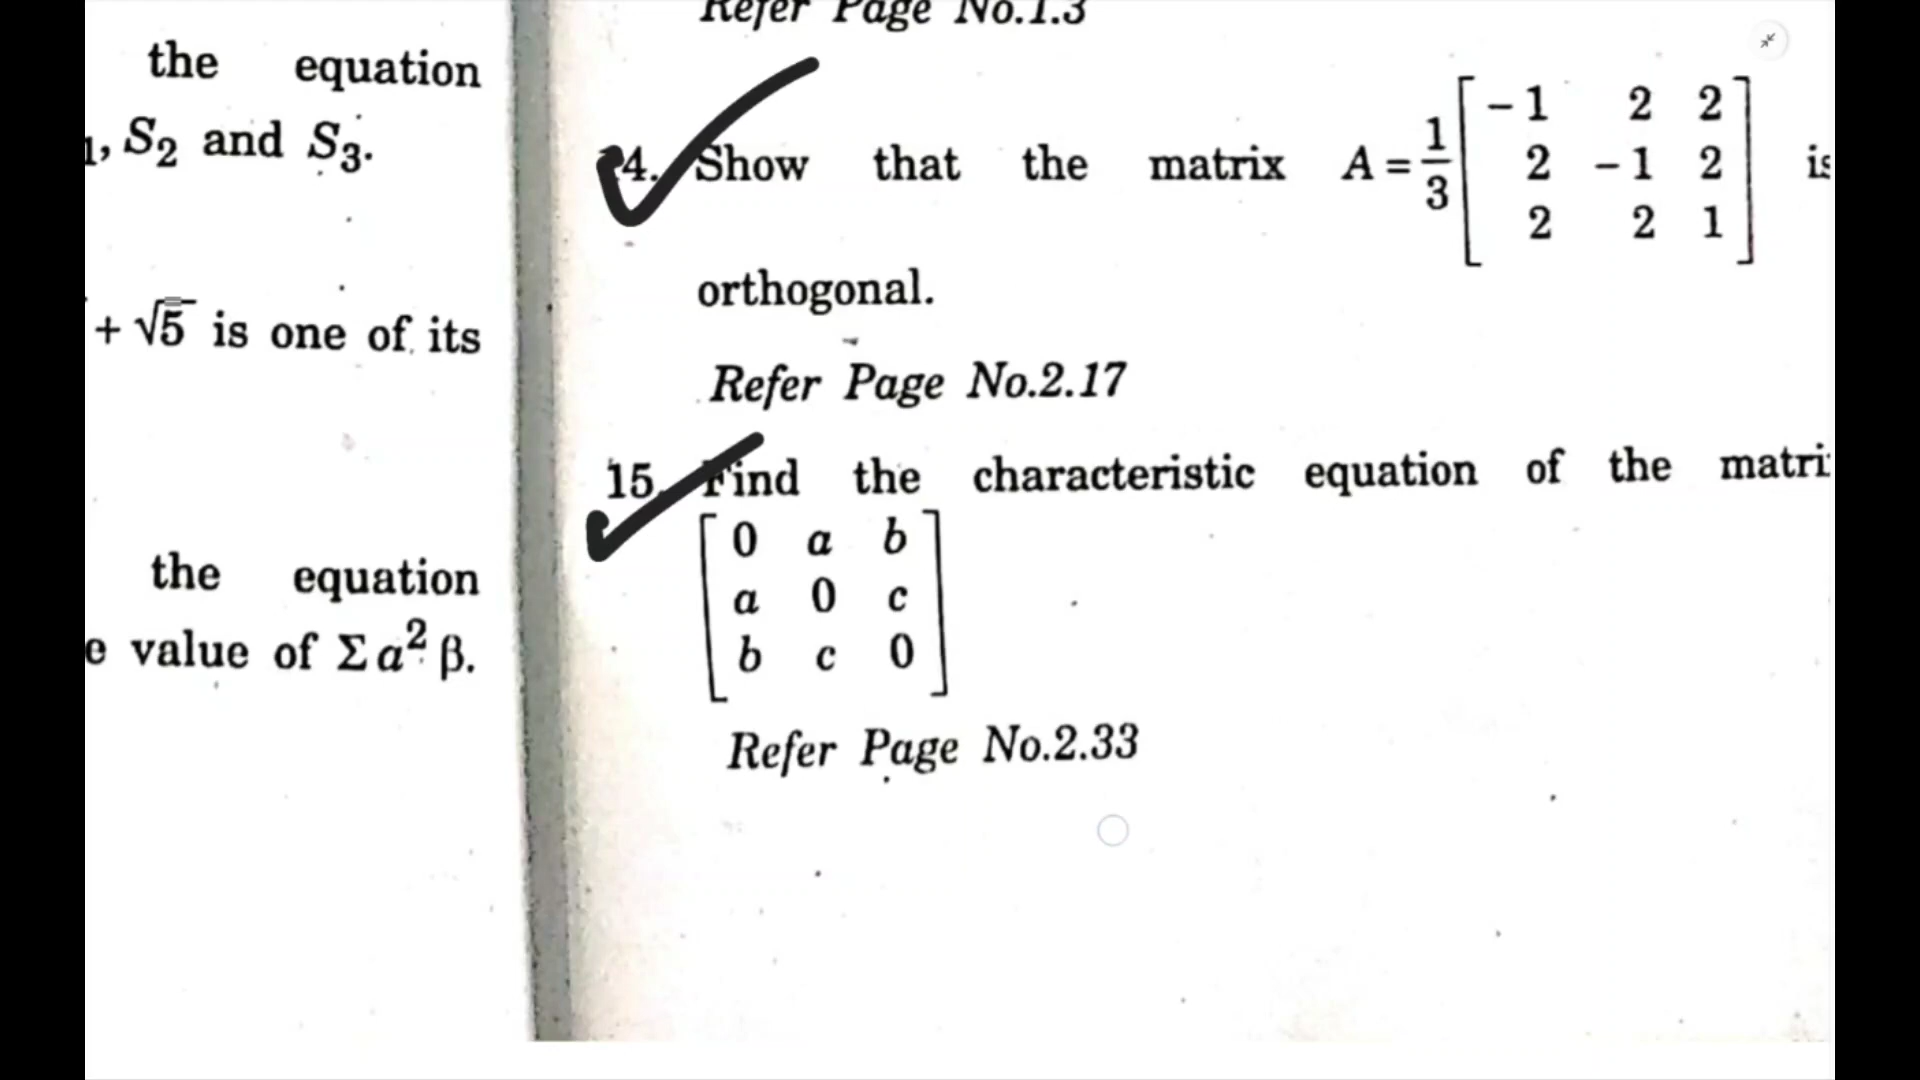 the equation
1, S2 and S3.
+ √5 is one of its
the equation
e value of Σ a² β.
Refer Page No.1.3
4. Show that the matrix A = 1/3 [ -1 2 2
2 -1 2
2 2 1 ] is
orthogonal.
Refer Page No.2.17
15. Find the characteristic equation of the matri
0 a b
a 0 c
b c 0
Refer Page No.2.33